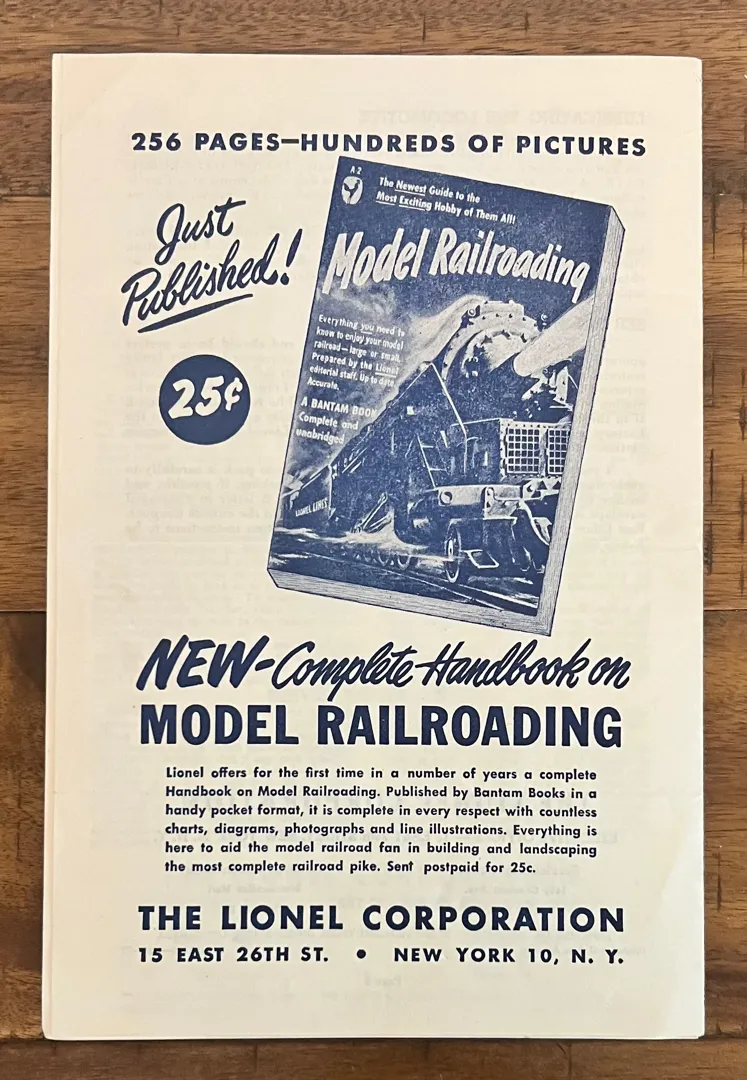 256 PAGES—HUNDREDS OF PICTURES
Just
Published!
25¢
A 2
The Newest Guide to the
Most Exciting Hobby of Them All!
Model Railroading
Everything you need to
know to enjoy your model
railroad—large or small.
Prepared by the Lionel
editorial staff. Up to date.
Accurate.
A BANTAM BOOK
Complete and
unabridged
LIONEL LINES
NEW-Complete Handbook on
MODEL RAILROADING
Lionel offers for the first time in a number of years a complete
Handbook on Model Railroading. Published by Bantam Books in a
handy pocket format, it is complete in every respect with countless
charts, diagrams, photographs and line illustrations. Everything is
here to aid the model railroad fan in building and landscaping
the most complete railroad pike. Sent postpaid for 25c.
THE LIONEL CORPORATION
15 EAST 26TH ST. • NEW YORK 10, N. Y.